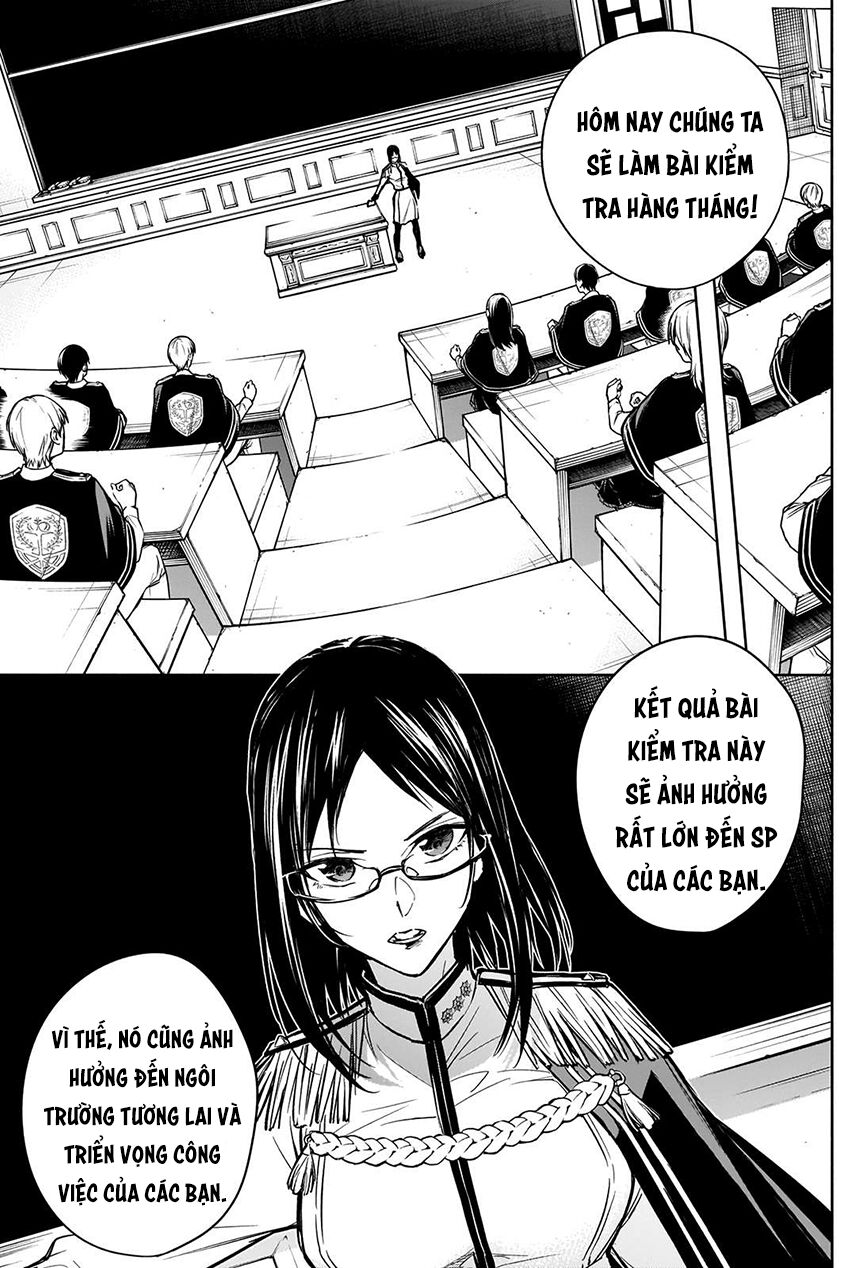 HÔM NAY CHÚNG TA
SẼ LÀM BÀI KIỂM
TRA HÀNG THÁNG!
KẾT QUẢ BÀI
KIỂM TRA NÀY
SẼ ẢNH HƯỞNG
RẤT LỚN ĐẾN SP
CỦA CÁC BẠN.
VÌ THẾ, NÓ CŨNG ẢNH
HƯỞNG ĐẾN NGÔI
TRƯỜNG TƯƠNG LAI VÀ
TRIỂN VỌNG CÔNG
VIỆC CỦA CÁC BẠN.